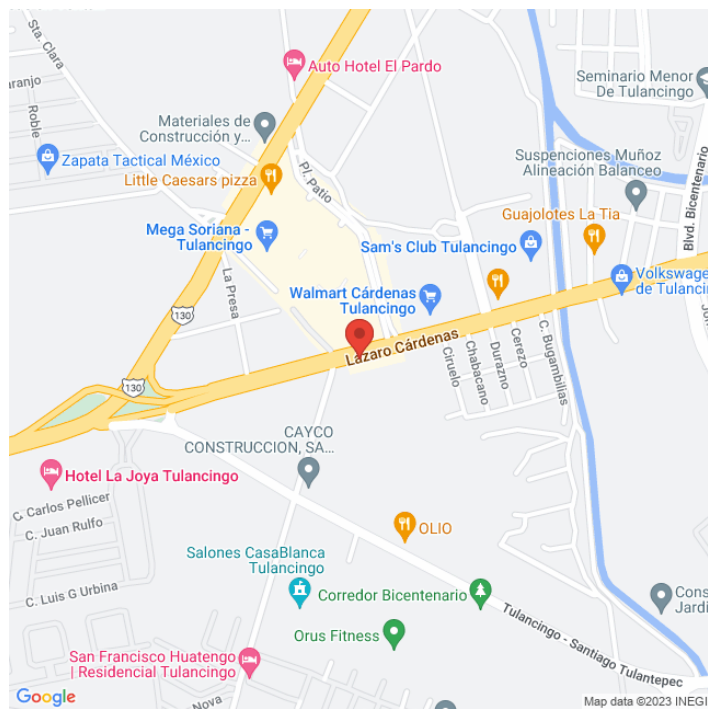 Sta. Clara
aranjo
Roble
Auto Hotel El Pardo
Seminario Menor
De Tulancingo
Materiales de
Construcción y…
Zapata Tactical México
Little Caesars pizza
Pl. Patio
Suspenciones Muñoz
Alineación Balanceo
Blvd. Bicentenario
Guajolotes La Tia
Mega Soriana -
Tulancingo
Sam's Club Tulancingo
La Presa
Volkswage
de Tulancin
Walmart Cárdenas
Tulancingo
130
Lázaro Cárdenas
Ciruelo
Chabacano
Durazno
Cerezo
C. Bugambilias
130
CAYCO
CONSTRUCCION, SA…
Hotel La Joya Tulancingo
C. Carlos Pellicer
C. Juan Rulfo
OLIO
Salones CasaBlanca
Tulancingo
C. Luis G Urbina
Corredor Bicentenario
Cons
Jardi
Tulancingo - Santiago Tulantepec
Orus Fitness
San Francisco Huatengo
| Residencial Tulancingo
Nova
Google
Map data ©2023 INEGI